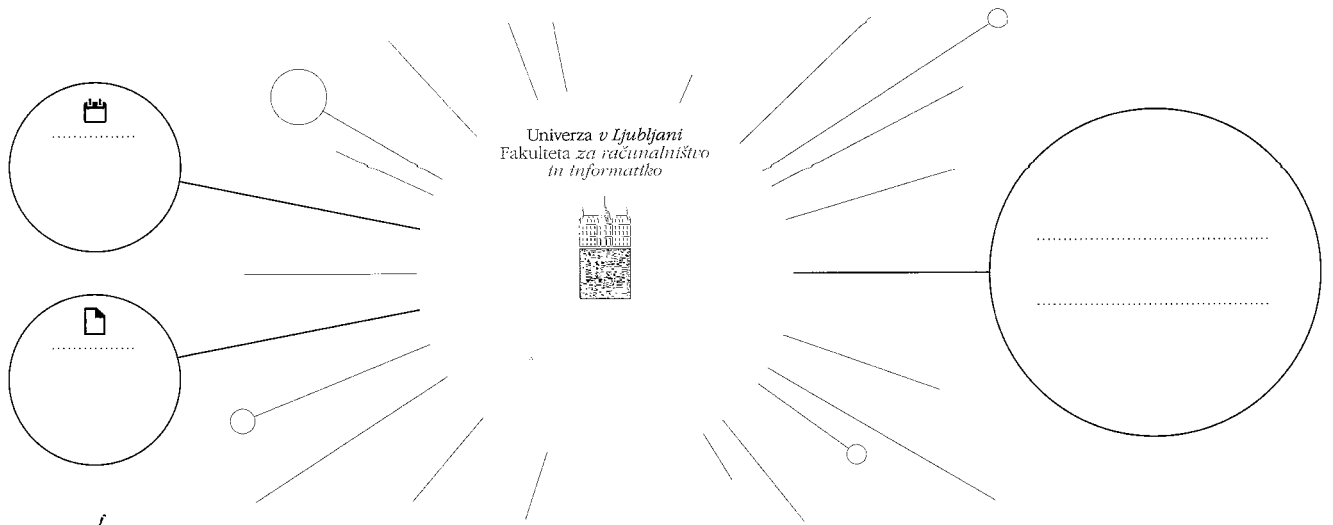 Univerza v Ljubljani
Fakulteta za računalništvo
in informatiko
f